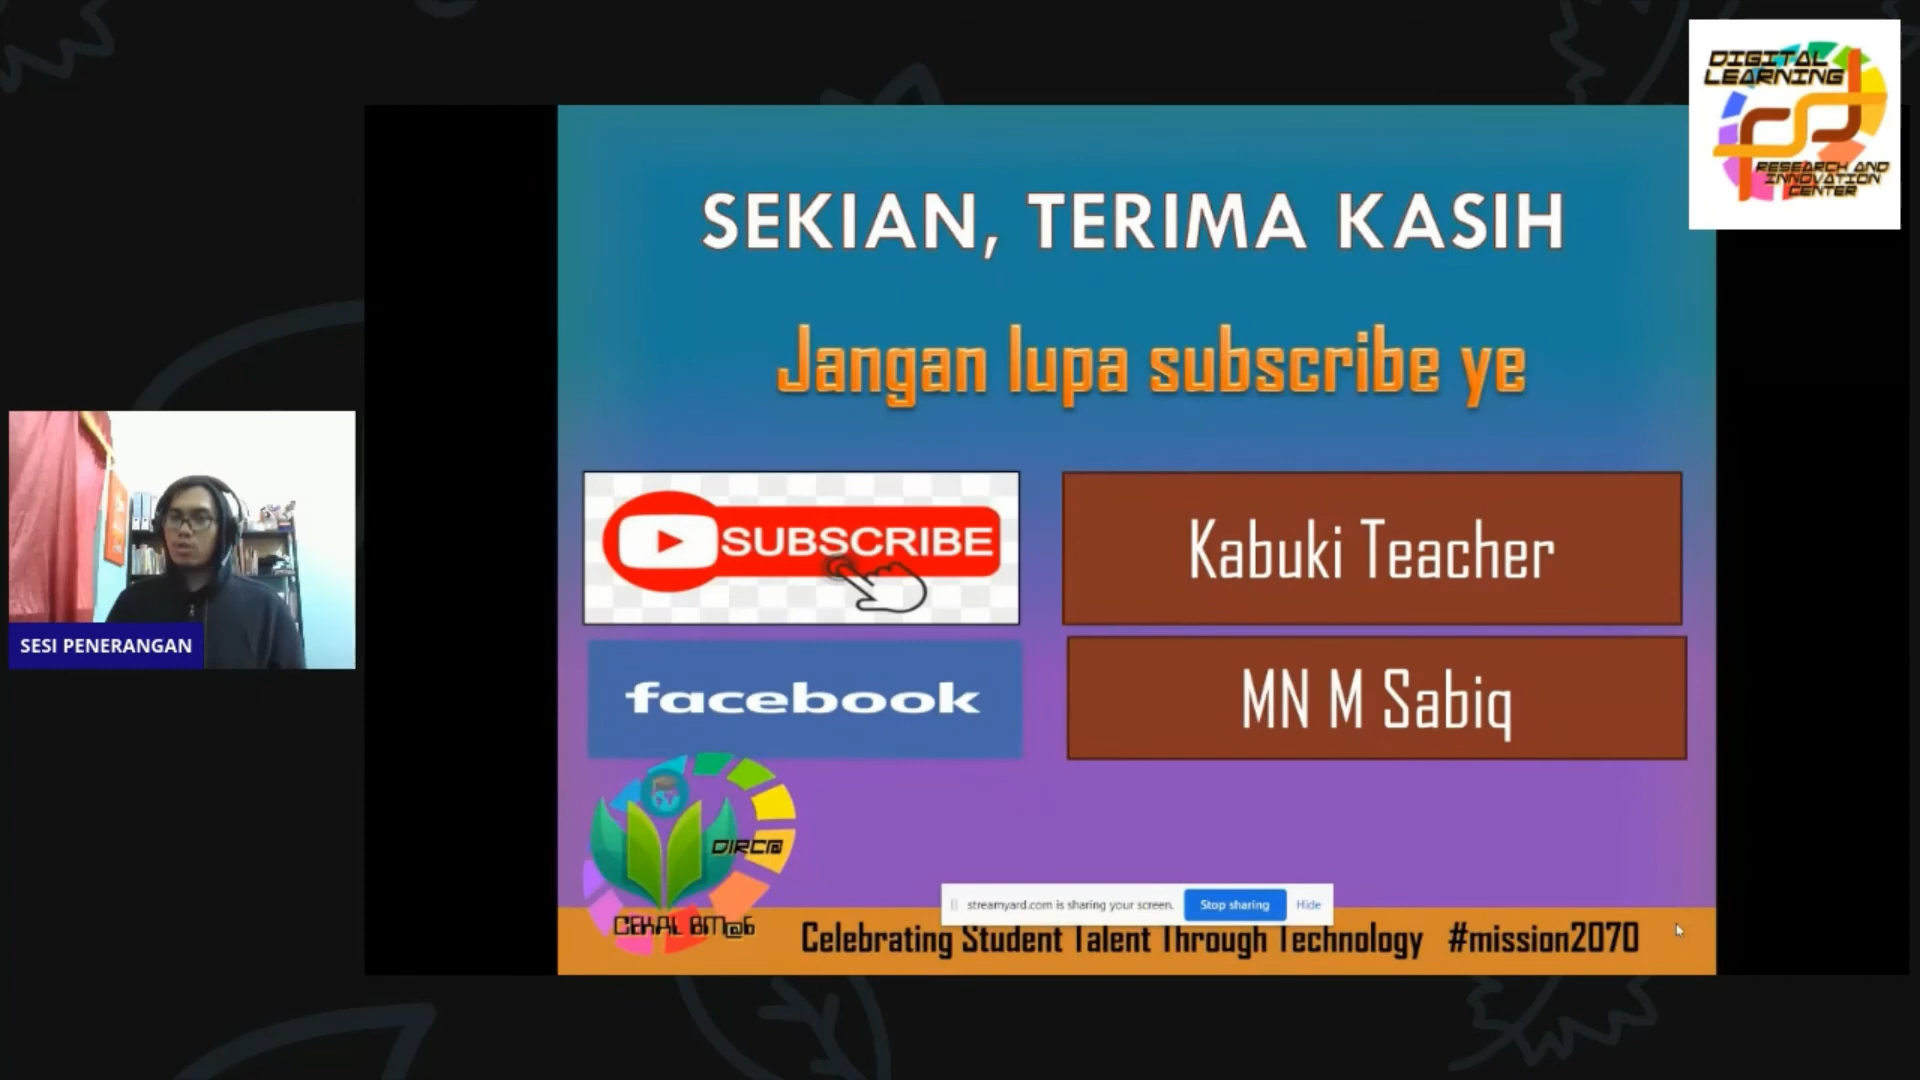 DIGITAL
LEARNING
RESEARCH AND
INNOVATION
CENTER
SEKIAN, TERIMA KASIH
Jangan lupa subscribe ye
SUBSCRIBE
Kabuki Teacher
facebook
MN M Sabiq
SESI PENERANGAN
DIRC@
CEKAL BM@6
streamyard.com is sharing your screen.
Stop sharing
Hide
Celebrating Student Talent Through Technology #mission2070